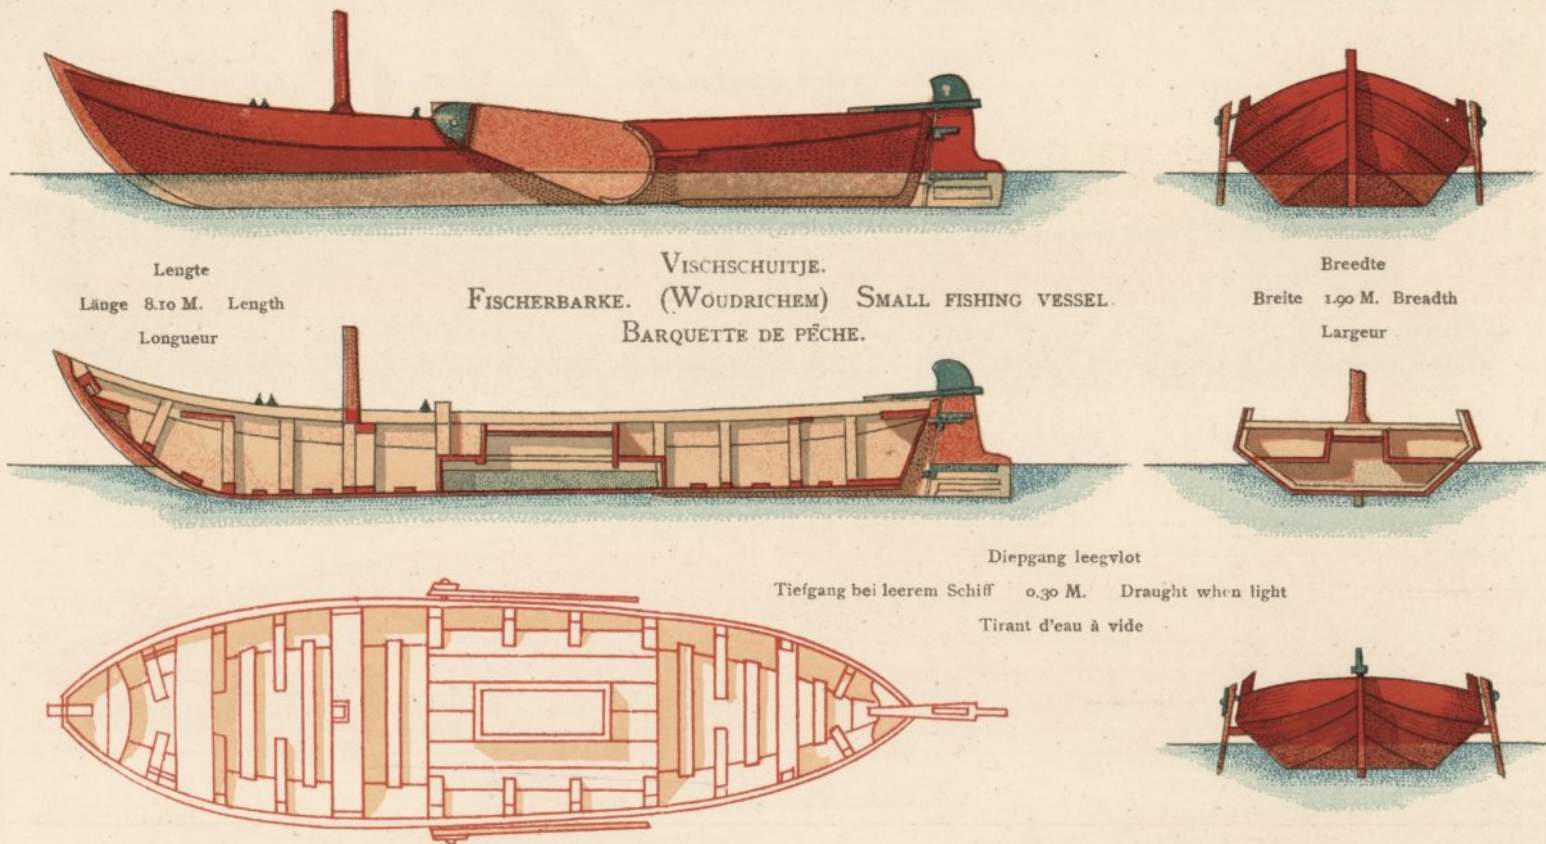 VISCHSCHUITJE.
FISCHERBARKE. (WOUDRICHEM) SMALL FISHING VESSEL
BARQUETTE DE PÊCHE.
Lengte
Länge 8.10 M. Length
Longueur
Breedte
Breite 1.90 M. Breadth
Largeur
Diepgang leegvlot
Tiefgang bei leerem Schiff 0.30 M. Draught when light
Tirant d'eau à vide